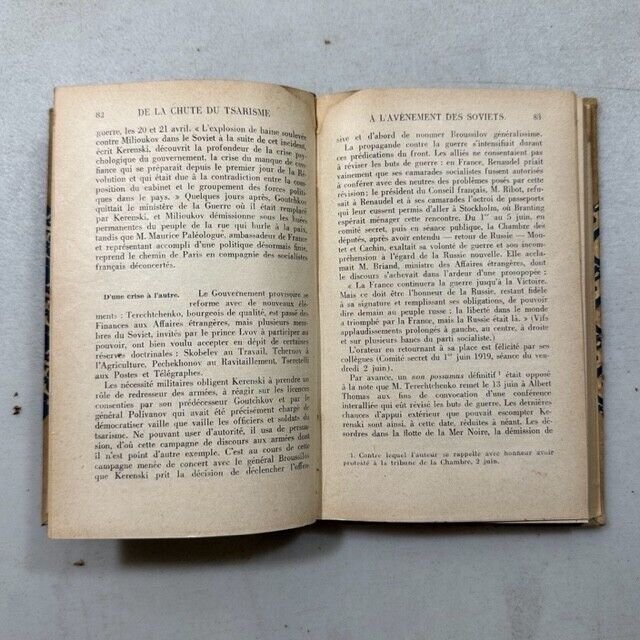 82 DE LA CHUTE DU TSARISME
guerre, les 20 et 21 avril. « L'explosion de haine soulevée
contre Milioukov dans le Soviet à la suite de cet incident,
écrit Kerenski, découvrit la profondeur de la crise psy-
chologique du gouvernement, la crise du manque de con-
fiance qui se préparait depuis le premier jour de la Ré-
volution et qui était due à la contradiction entre la com-
position du cabinet et le groupement des forces politi-
ques dans le pays. » Quelques jours après, Goutchkov
quittait le ministère de la Guerre où il était remplacé
par Kerenski, et Milioukov démissionne sous les huées
permanentes du peuple de la rue qui hurle à la paix,
tandis que M. Maurice Paléologue, ambassadeur de France
et représentant accompli d'une politique désormais finie,
reprend le chemin de Paris en compagnie des socialistes
français déconcertés.
D'une crise à l'autre. Le Gouvernement provisoire se
reforme avec de nouveaux élé-
ments : Terechtchenko, bourgeois de qualité, est passé des
Finances aux Affaires étrangères, mais plusieurs mem-
bres du Soviet, invités par le prince Lvov à participer au
pouvoir, ont bien voulu accepter en dépit de certaines
réserves doctrinales : Skobelev au Travail, Tchernov à
l'Agriculture, Pechekhonov au Ravitaillement, Tseretelli
aux Postes et Télégraphes.
Les nécessité militaires obligent Kerenski à prendre le
rôle de redresseur des armées, à réagir sur les licences
consenties par son prédécesseur Goutchkov et par le
général Polivanov qui avait été précisément chargé de
démocratiser vaille que vaille les officiers et soldats du
tsarisme. Ne pouvant user d'autorité, il usa de persua-
sion, d'où cette campagne de discours aux armées dont
il n'est point d'autre exemple. C'est au cours de cette
campagne menée de concert avec le général Broussilov
que Kerenski prit la décision de déclencher l'offen-
A L'AVÈNEMENT DES SOVIETS 83
sive et d'abord de nommer Broussilov généralissime.
La propagande contre la guerre s'intensifiait durant
ces prédications du front. Les alliés ne consentaient pas
à réviser les buts de guerre : en France, Renaudel priait
vainement que ses camarades socialistes fussent autorisés
à conférer avec des neutres des problèmes posés par cette
révision ; le président du Conseil français, M. Ribot, refu-
sait à Renaudel et à ses camarades l'octroi de passeports
qui leur eussent permis d'aller à Stockholm, où Branting
espérait ménager cette rencontre. Du 1er au 5 juin, en
comité secret, puis en séance publique, la Chambre des
députés, après avoir entendu — retour de Russie — Mou-
tet et Cachin, exaltait sa volonté de guerre et son incom-
préhension à l'égard de la Russie nouvelle. Elle accla-
mait M. Briand, ministre des Affaires étrangères, dont
le discours s'achevait dans l'ardeur d'une prosopopée :
« La France continuera la guerre jusqu'à la Victoire.
Mais ce doit être l'honneur de la Russie, restant fidèle
à sa signature et remplissant ses obligations, de pouvoir
dire demain au peuple russe : la liberté dans le monde
a triomphé par la France, mais la Russie était là. » (Vifs
applaudissements prolongés à gauche, au centre, à droite
et sur plusieurs bancs du parti socialiste.)
L'orateur en retournant à sa place est félicité par ses
collègues (Comité secret du 1er juin 1919, séance du ven-
dredi 2 juin).
Par avance, un non possumus définitif 1 était opposé
à la note que M. Terechtchenko remet le 13 juin à Albert
Thomas aux fins de convocation d'une conférence
interalliée qui eût révisé les buts de guerre. Les dernières
chances d'appui extérieur que pouvait escompter Ke-
renski sont ainsi, à cette date, réduites à néant. Les dé-
sordres dans la flotte de la Mer Noire, la démission de
1. Contre lequel l'auteur se rappelle avec honneur avoir
protesté à la tribune de la Chambre, 2 juin.